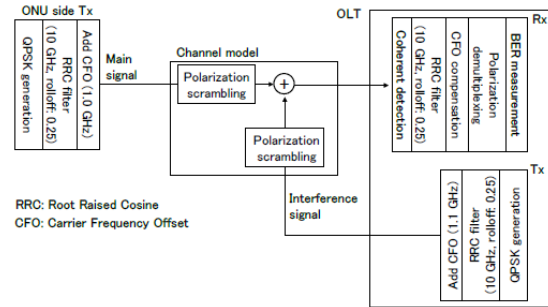 ONU side Tx
QPSK generation
RRC filter
(10 GHz, rolloff: 0.25)
Add CFO (1.0 GHz)
Main
signal
Channel model
Polarization
scrambling
+
Polarization
scrambling
Interference
signal
OLT
Rx
Coherent detection
RRC filter
(10 GHz, rolloff: 0.25)
CFO compensation
Polarization
demultiplexing
BER measurement
Tx
Add CFO (1.1 GHz)
RRC filter
(10 GHz, rolloff: 0.25)
QPSK generation
RRC: Root Raised Cosine
CFO: Carrier Frequency Offset